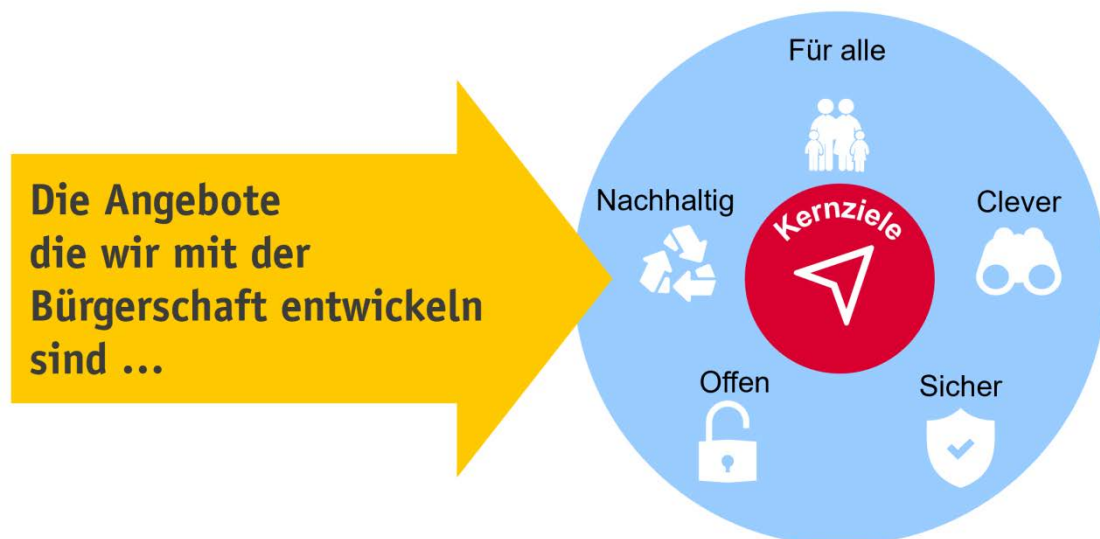 Die Angebote
die wir mit der
Bürgerschaft entwickeln
sind ...
Für alle
Nachhaltig
Clever
Kernziele
Offen
Sicher